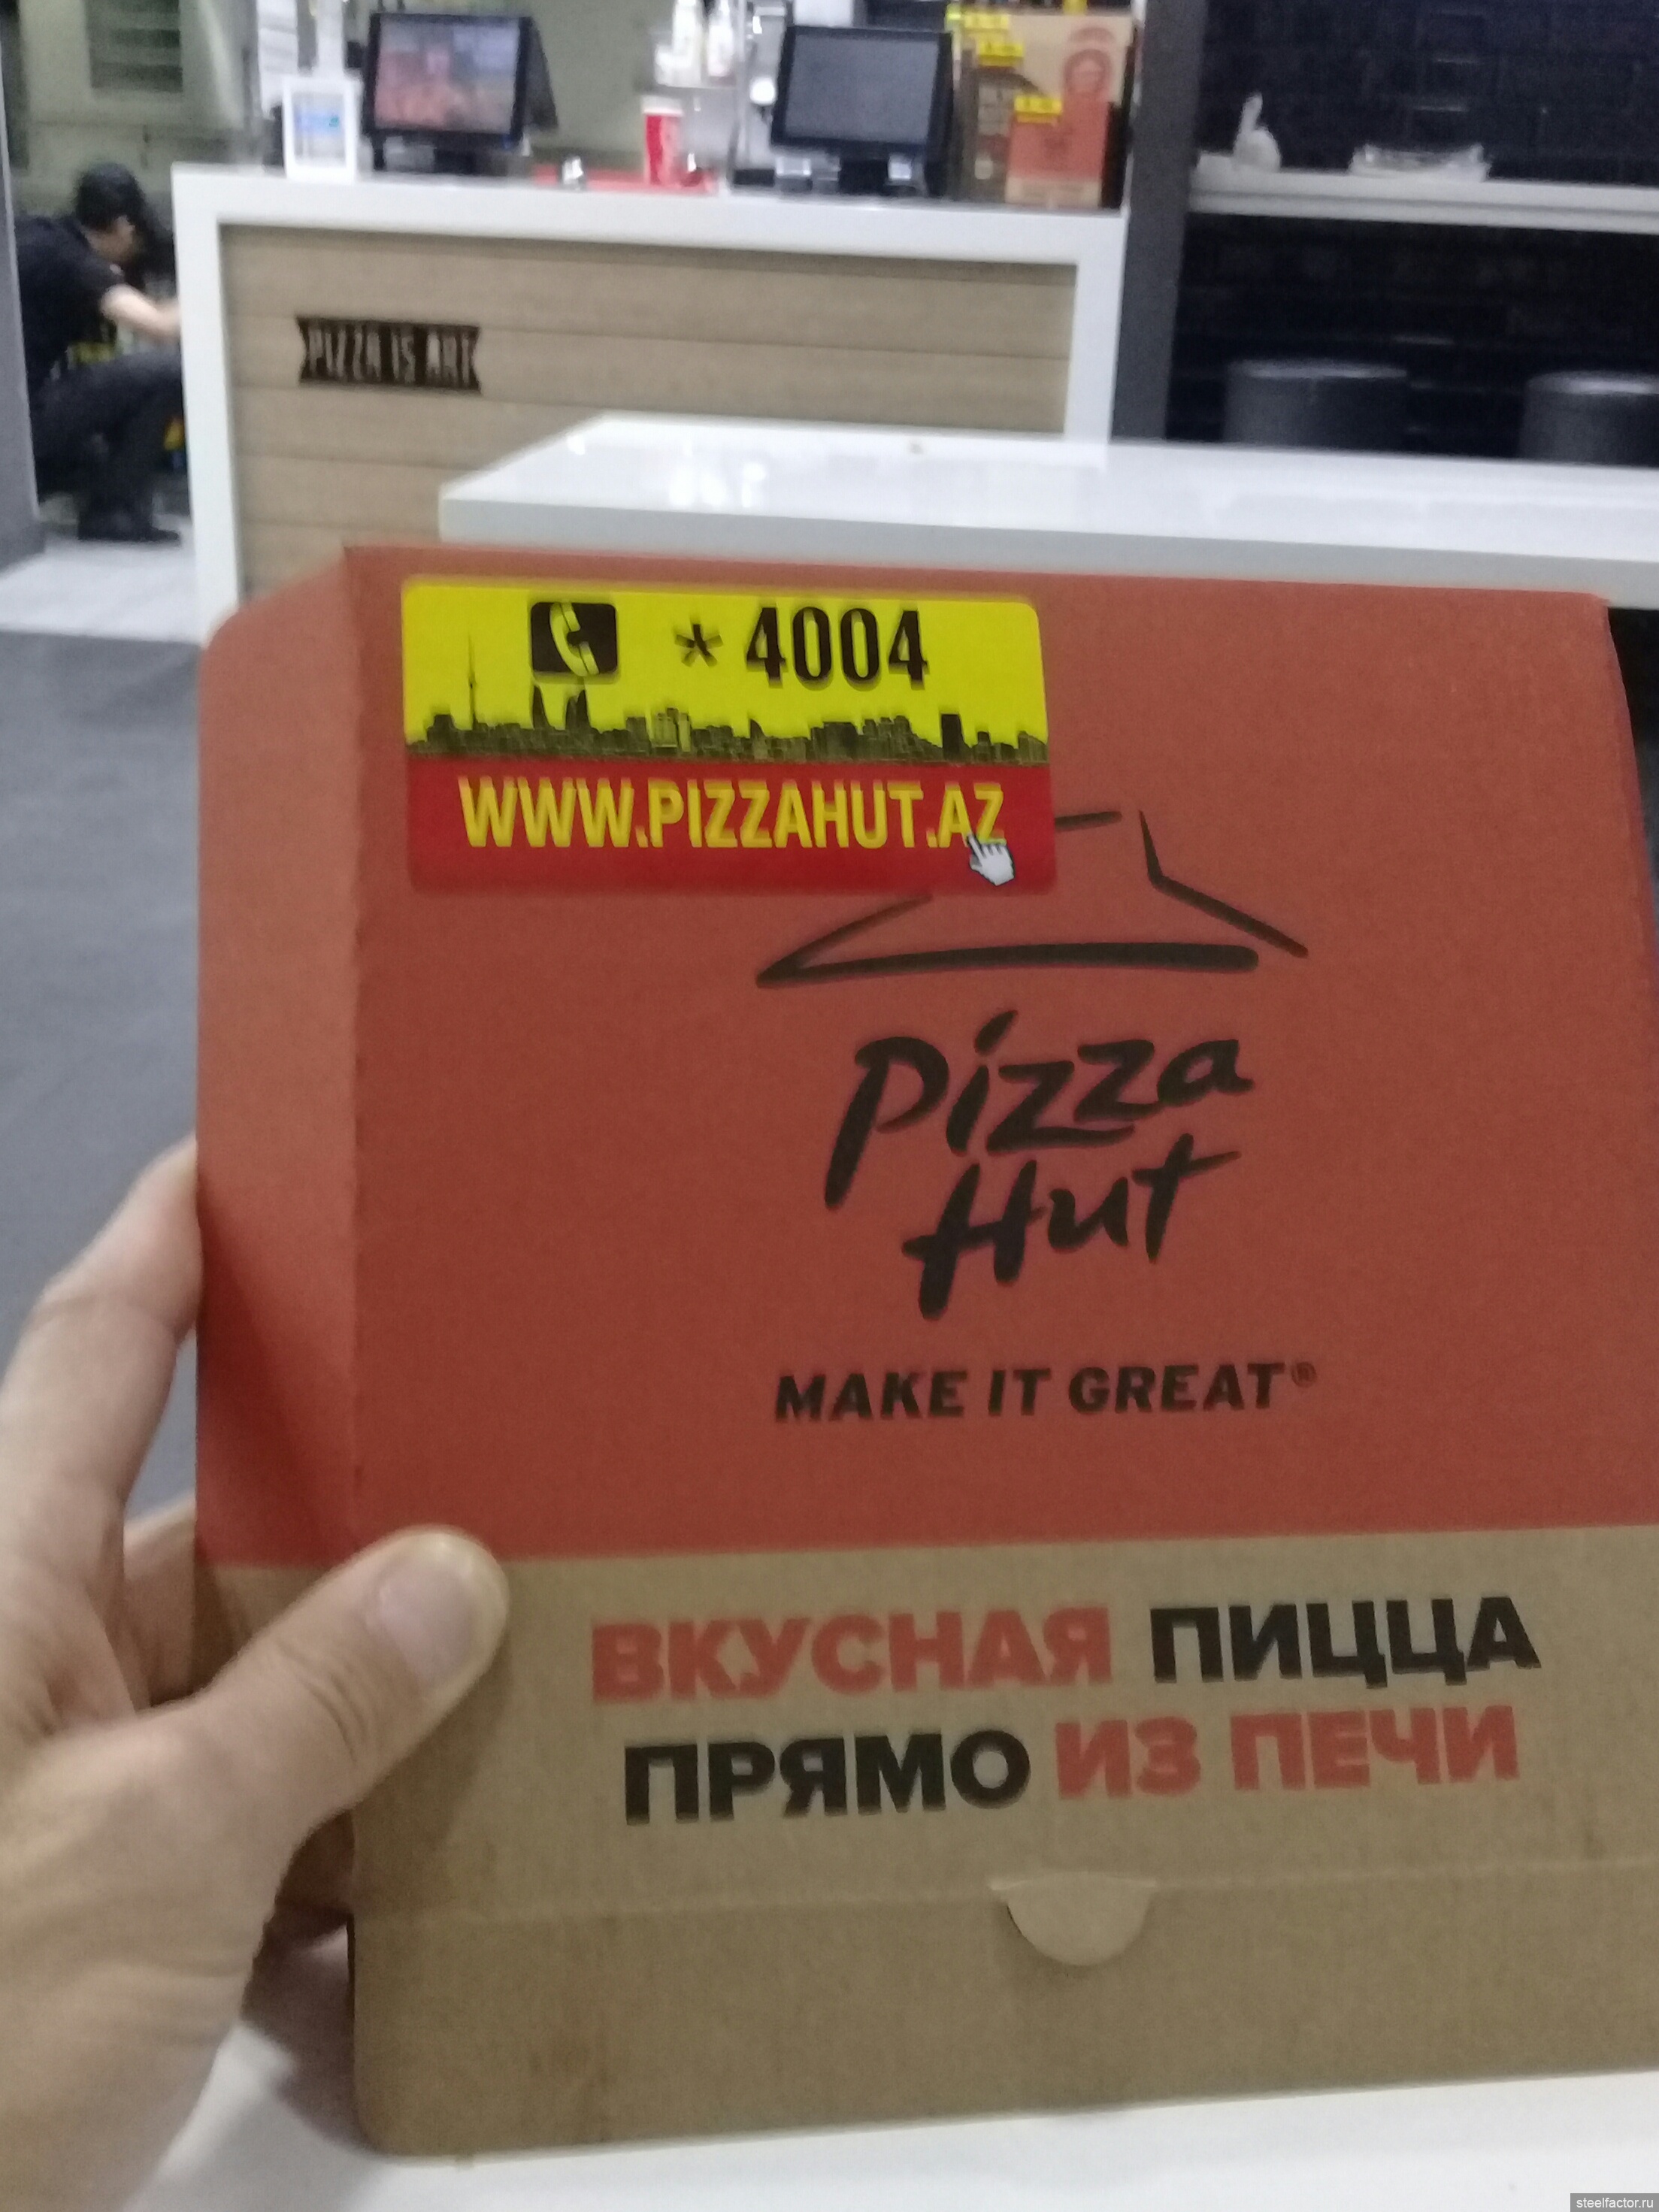 PIZZA IS ART
* 4004
WWW.PIZZAHUT.AZ
Pizza
Hut
MAKE IT GREAT®
ВКУСНАЯ ПИЦЦА
ПРЯМО ИЗ ПЕЧИ
steelfactor.ru